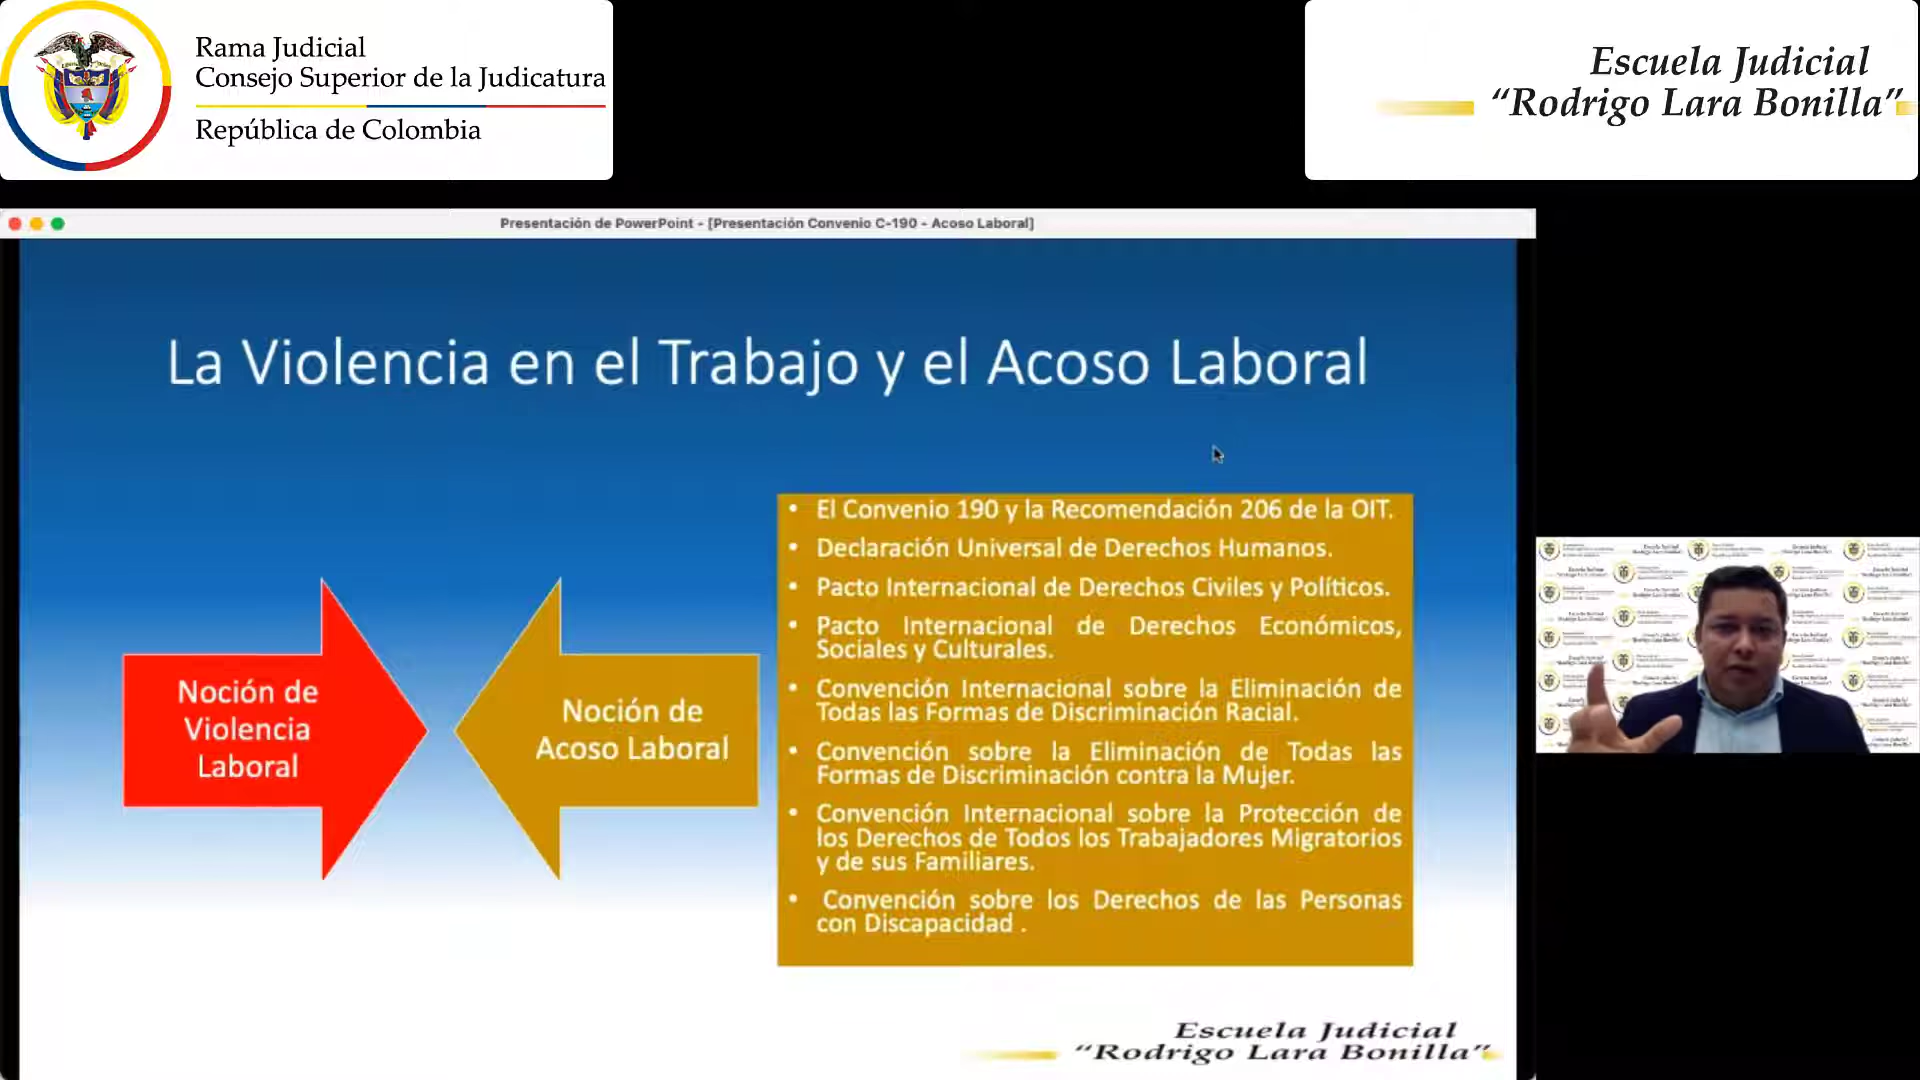 Rama Judicial
Consejo Superior de la Judicatura
República de Colombia
Escuela Judicial
“Rodrigo Lara Bonilla”
Presentación de PowerPoint - [Presentación Convenio C-190 - Acoso Laboral]
La Violencia en el Trabajo y el Acoso Laboral
Noción de
Violencia
Laboral
Noción de
Acoso Laboral
• El Convenio 190 y la Recomendación 206 de la OIT.
• Declaración Universal de Derechos Humanos.
• Pacto Internacional de Derechos Civiles y Políticos.
• Pacto Internacional de Derechos Económicos,
Sociales y Culturales.
• Convención Internacional sobre la Eliminación de
Todas las Formas de Discriminación Racial.
• Convención sobre la Eliminación de Todas las
Formas de Discriminación contra la Mujer.
• Convención Internacional sobre la Protección de
los Derechos de Todos los Trabajadores Migratorios
y de sus Familiares.
• Convención sobre los Derechos de las Personas
con Discapacidad .
Escuela Judicial
“Rodrigo Lara Bonilla”